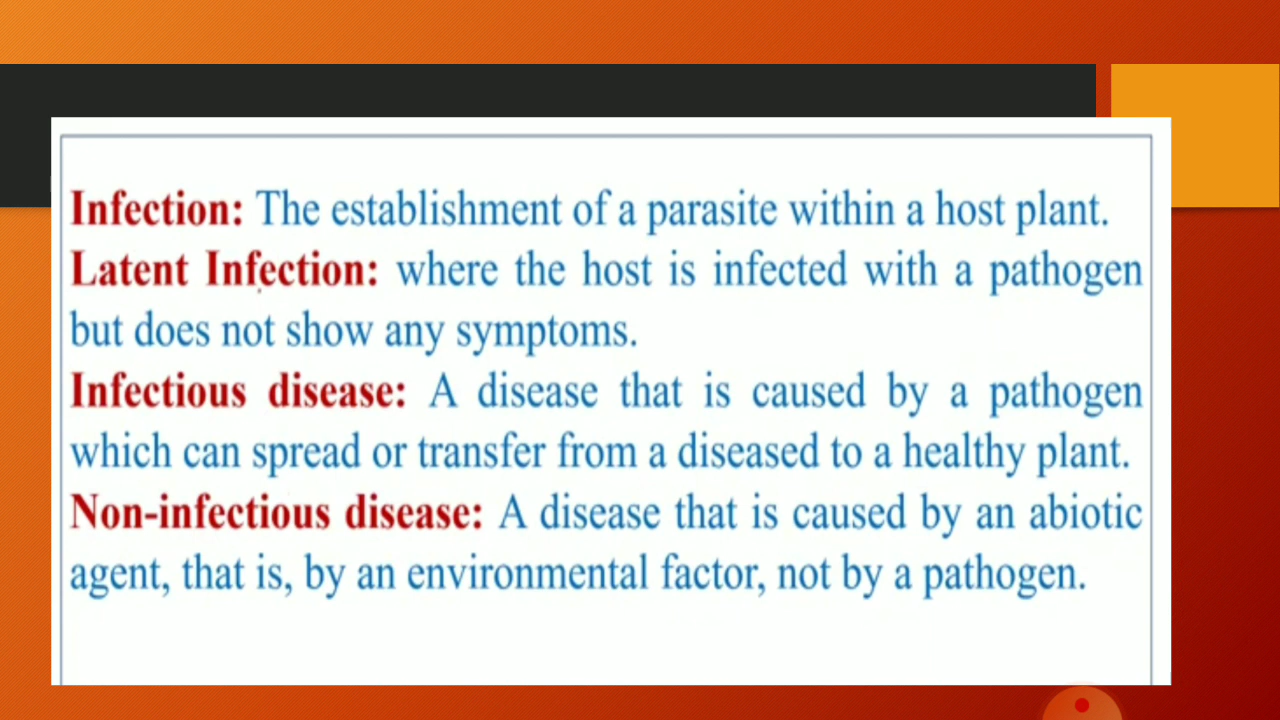 Infection: The establishment of a parasite within a host plant.
Latent Infection: where the host is infected with a pathogen
but does not show any symptoms.
Infectious disease: A disease that is caused by a pathogen
which can spread or transfer from a diseased to a healthy plant.
Non-infectious disease: A disease that is caused by an abiotic
agent, that is, by an environmental factor, not by a pathogen.